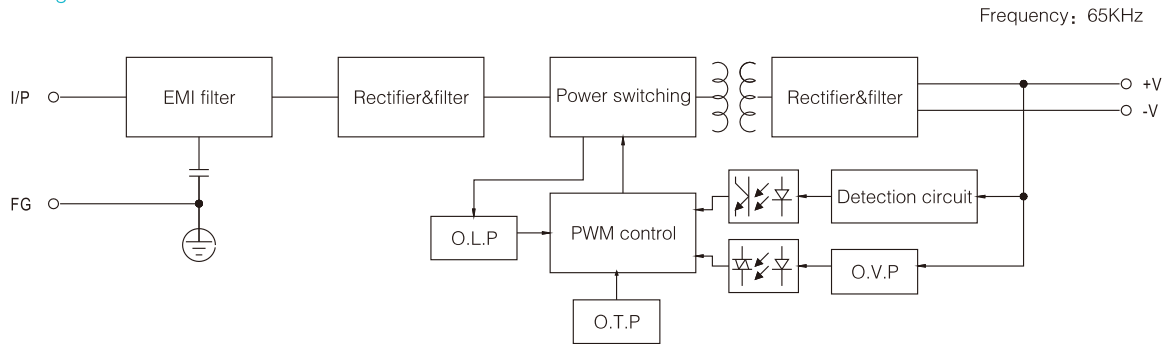 Frequency: 65KHz
I/P
EMI filter
Rectifier&filter
Power switching
Rectifier&filter
+V
-V
FG
O.L.P
PWM control
Detection circuit
O.V.P
O.T.P